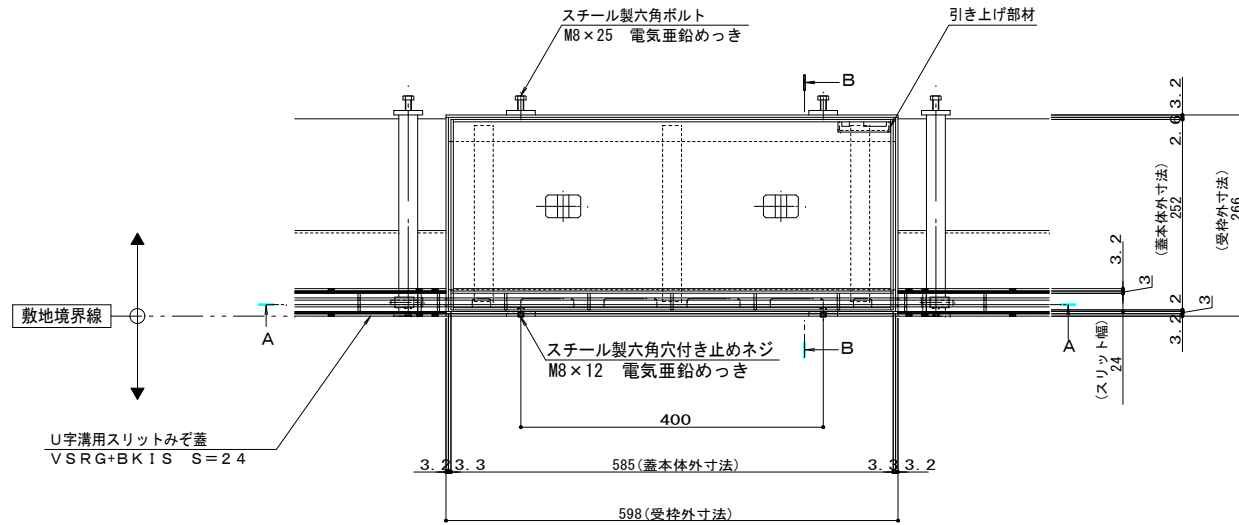 スチール製六角ボルト
M8×25 電気亜鉛めっき
引き上げ部材
B
3.2
2.6
(蓋本体外寸法)
252
(受枠外寸法)
266
3.2
3
3
3.2
(スリット幅)
24
敷地境界線
A
A
スチール製六角穴付き止めネジ
M8×12 電気亜鉛めっき
B
400
U字溝用スリットみぞ蓋
VSRG+BKIS S=24
3.2
3.3
585(蓋本体外寸法)
3.3
3.2
598(受枠外寸法)